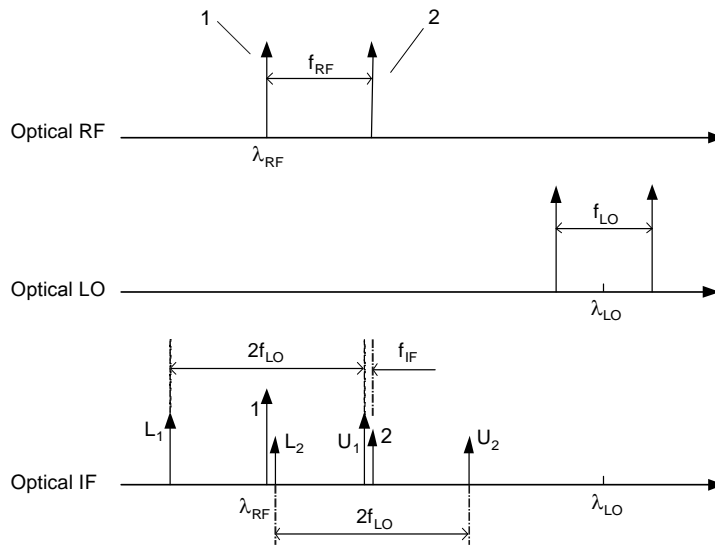 1
2
f_RF
Optical RF
λ_RF
f_LO
Optical LO
λ_LO
2f_LO
f_IF
L_1
1
L_2
U_1
2
U_2
Optical IF
λ_RF
λ_LO
2f_LO